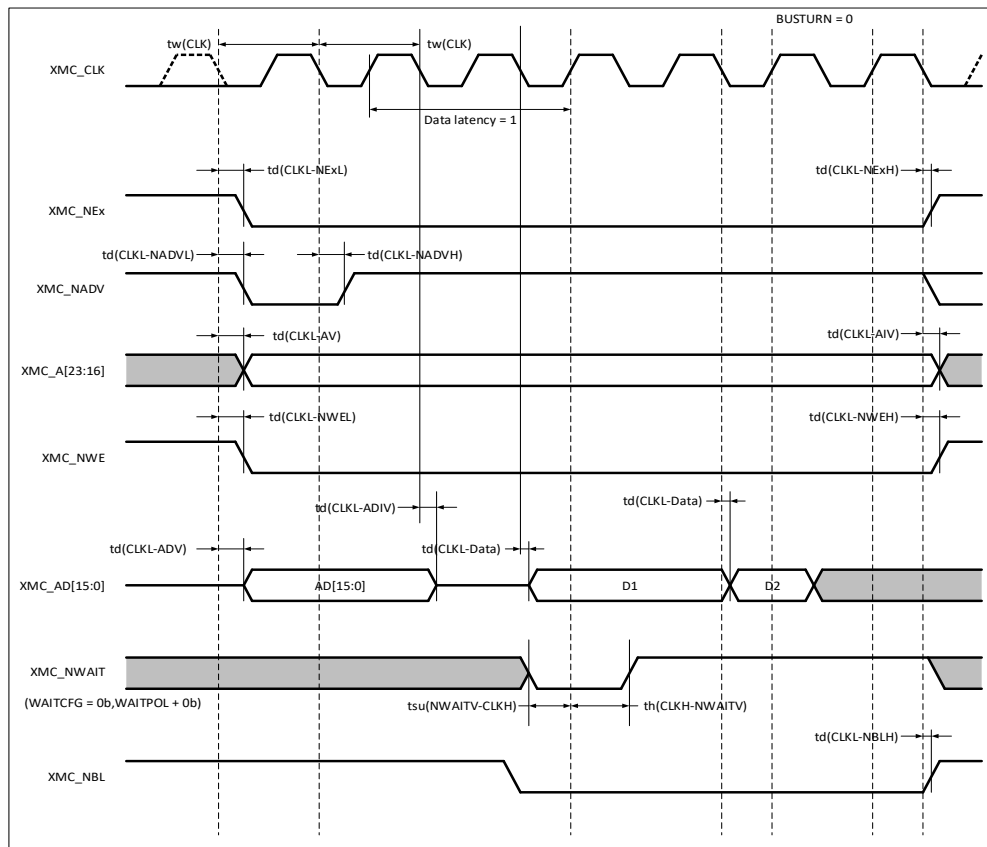 BUSTURN = 0
tw(CLK)
tw(CLK)
XMC_CLK
Data latency = 1
td(CLKL-NExL)
td(CLKL-NExH)
XMC_NEx
td(CLKL-NADVL)
td(CLKL-NADVH)
XMC_NADV
td(CLKL-AV)
td(CLKL-AIV)
XMC_A[23:16]
td(CLKL-NWEL)
td(CLKL-NWEH)
XMC_NWE
td(CLKL-ADIV)
td(CLKL-Data)
td(CLKL-ADV)
td(CLKL-Data)
XMC_AD[15:0]
AD[15:0]
D1
D2
XMC_NWAIT
(WAITCFG = 0b,WAITPOL + 0b)
tsu(NWAITV-CLKH)
th(CLKH-NWAITV)
td(CLKL-NBLH)
XMC_NBL